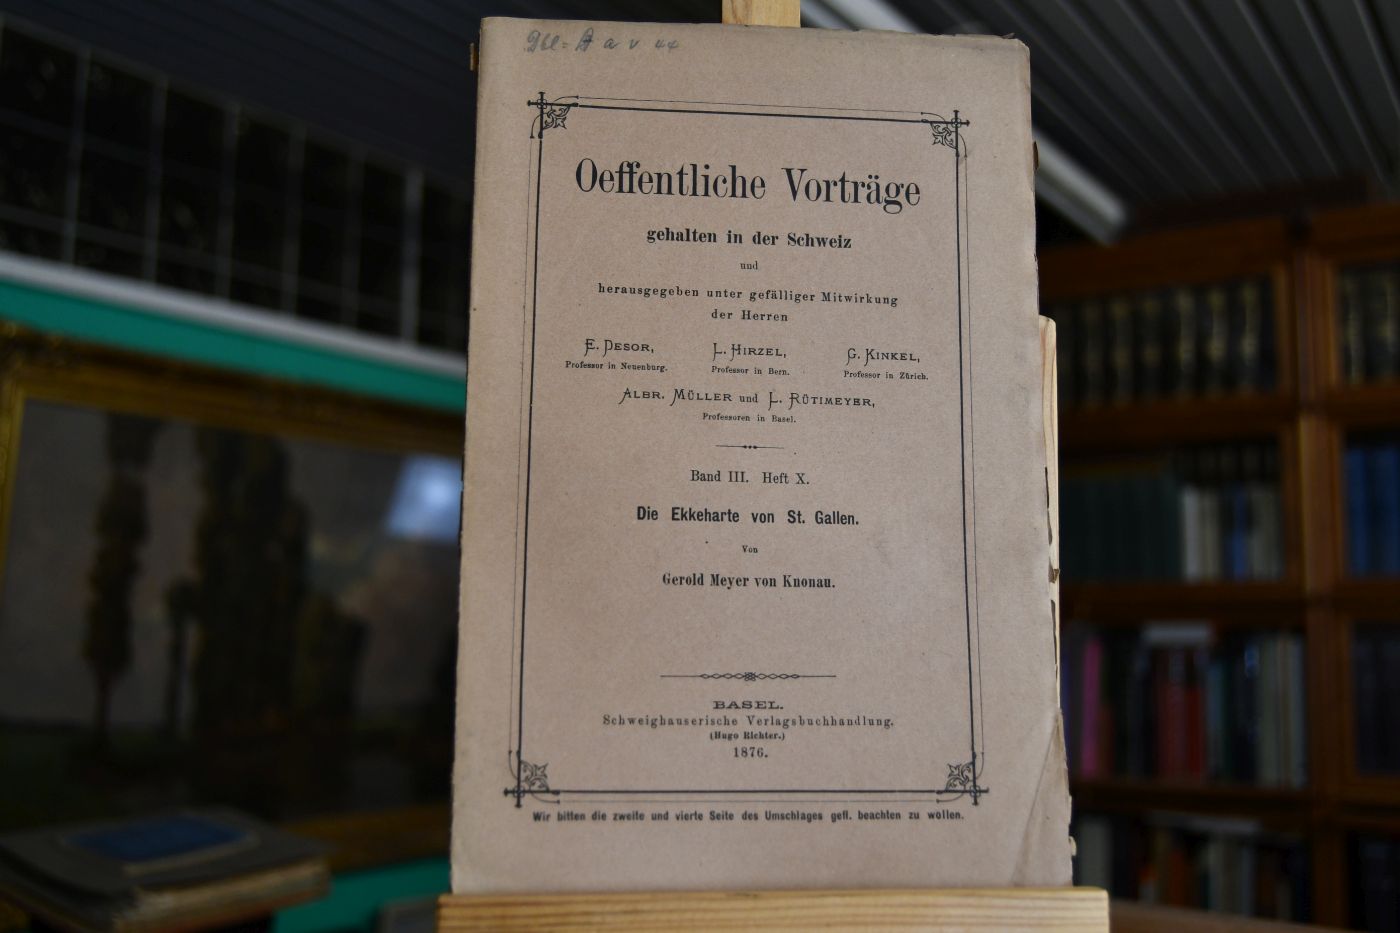 Oeffentliche Vorträge
gehalten in der Schweiz
und
herausgegeben unter gefälliger Mitwirkung
der Herren
E. Desor, L. Hirzel, G. Kinkel,
Professor in Neuenburg. Professor in Bern. Professor in Zürich.
Albr. Müller und L. Rütimeyer,
Professoren in Basel.
Band III. Heft X.
Die Ekkeharte von St. Gallen.
Von
Gerold Meyer von Knonau.
BASEL.
Schweighauserische Verlagsbuchhandlung.
(Hugo Richter.)
1876.
Wir bitten die zweite und vierte Seite des Umschlages gefl. beachten zu wollen.